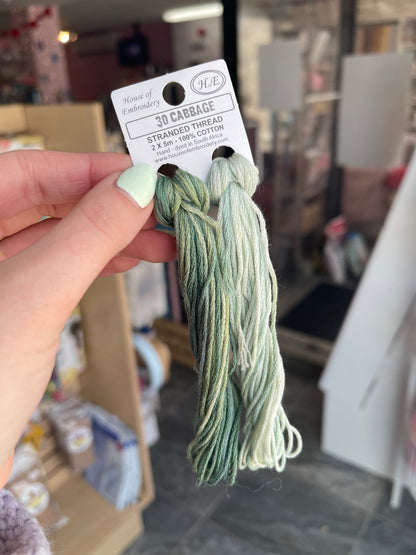 House of
Embroidery
H.E
30 CABBAGE
STRANDED THREAD
2 X 5m - 100% COTTON
Hand - dyed in South Africa
www.houseofembroidery.com